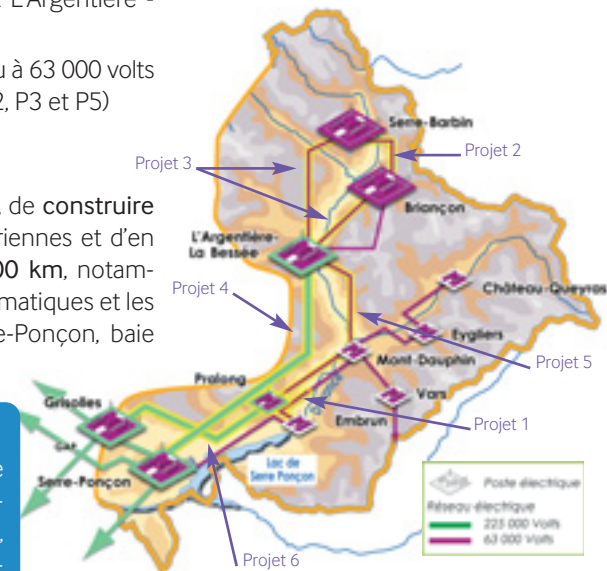 L'Argentière -
à 63 000 volts
P3 et P5)
de construire
riennes et d'en
00 km, notam-
matiques et les
e-Ponçon, baie
Serre-Barbin
Projet 2
Projet 3
Briançon
L'Argentière-
La Bessée
Château-Queyras
Projet 4
Eygliers
Mont-Dauphin
Projet 5
Pralong
Vars
Grisolles
Embrun
Projet 1
GAP
Lac de
Serre Ponçon
Serre-Ponçon
Poste électrique
Réseau électrique
225 000 Volts
63 000 Volts
Projet 6